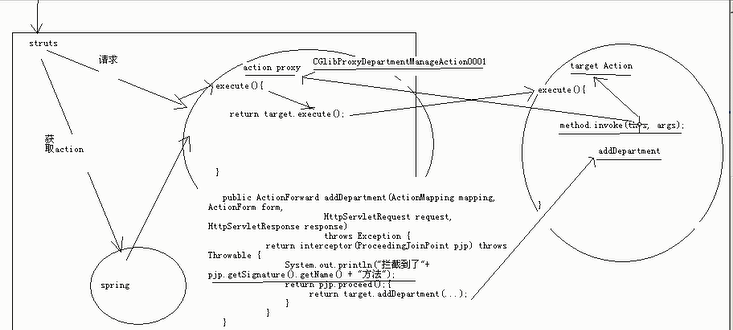 struts
请求
获
取action
spring
action proxy
CGlibProxyDepartmentManageAction0001
execute(){
return target.execute();
}
public ActionForward addDepartment(ActionMapping mapping,
ActionForm form,
HttpServletRequest request,
HttpServletResponse response)
throws Exception {
return interceptor(ProceedingJoinPoint pjp) throws
Throwable {
System.out.println("拦截到了"+
pjp.getSignature().getName() + "方法");
return pjp.proceed();{
return target.addDepartment(...);
}
}
}
target Action
execute(){
method.invoke(this, args);
addDepartment
}